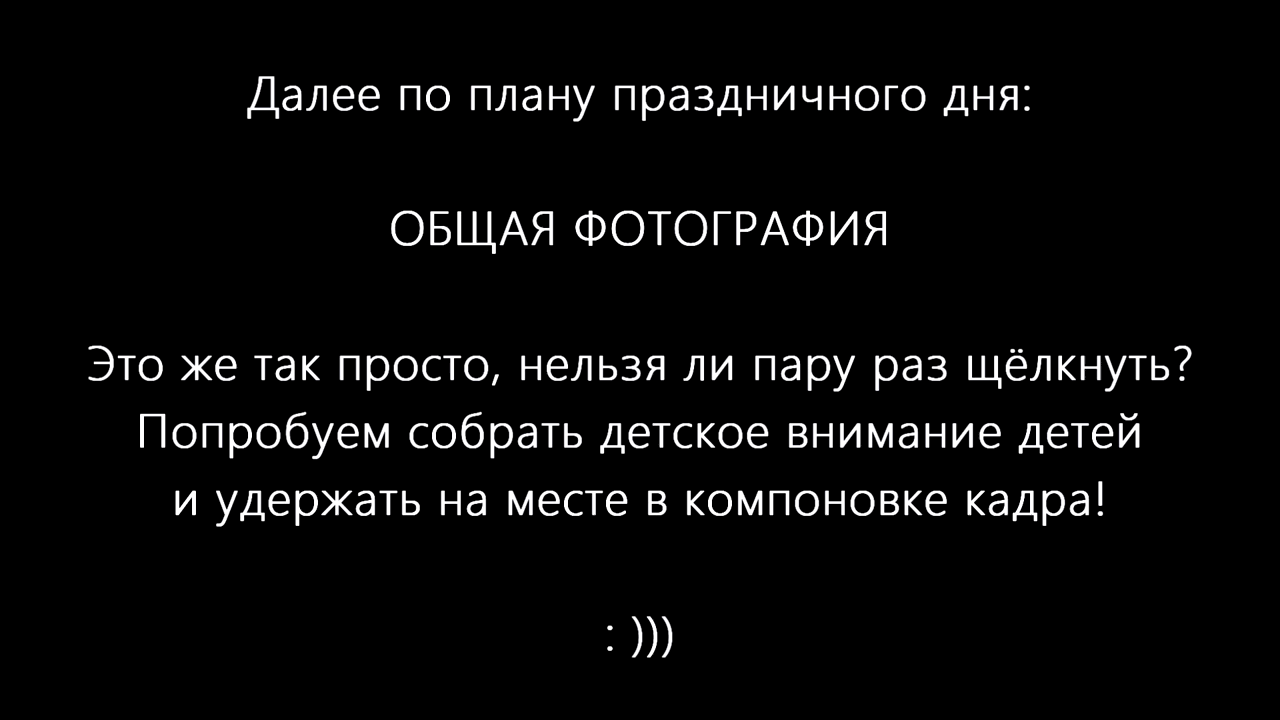 Далее по плану праздничного дня:
ОБЩАЯ ФОТОГРАФИЯ
Это же так просто, нельзя ли пару раз щёлкнуть?
Попробуем собрать детское внимание детей
и удержать на месте в компоновке кадра!
: )))